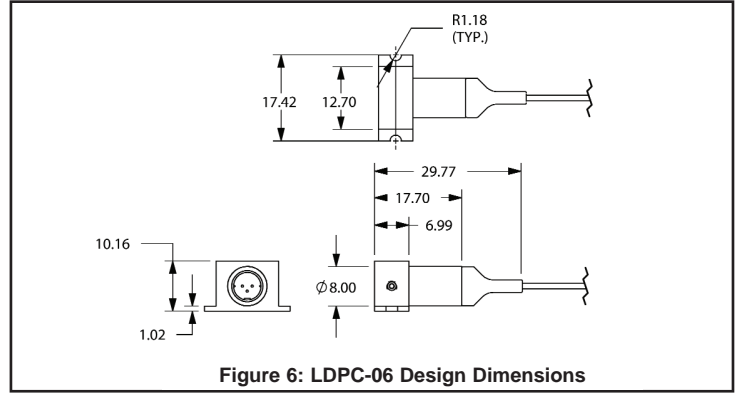 R1.18
(TYP.)
17.42
12.70
29.77
17.70
6.99
10.16
∅8.00
1.02
Figure 6: LDPC-06 Design Dimensions